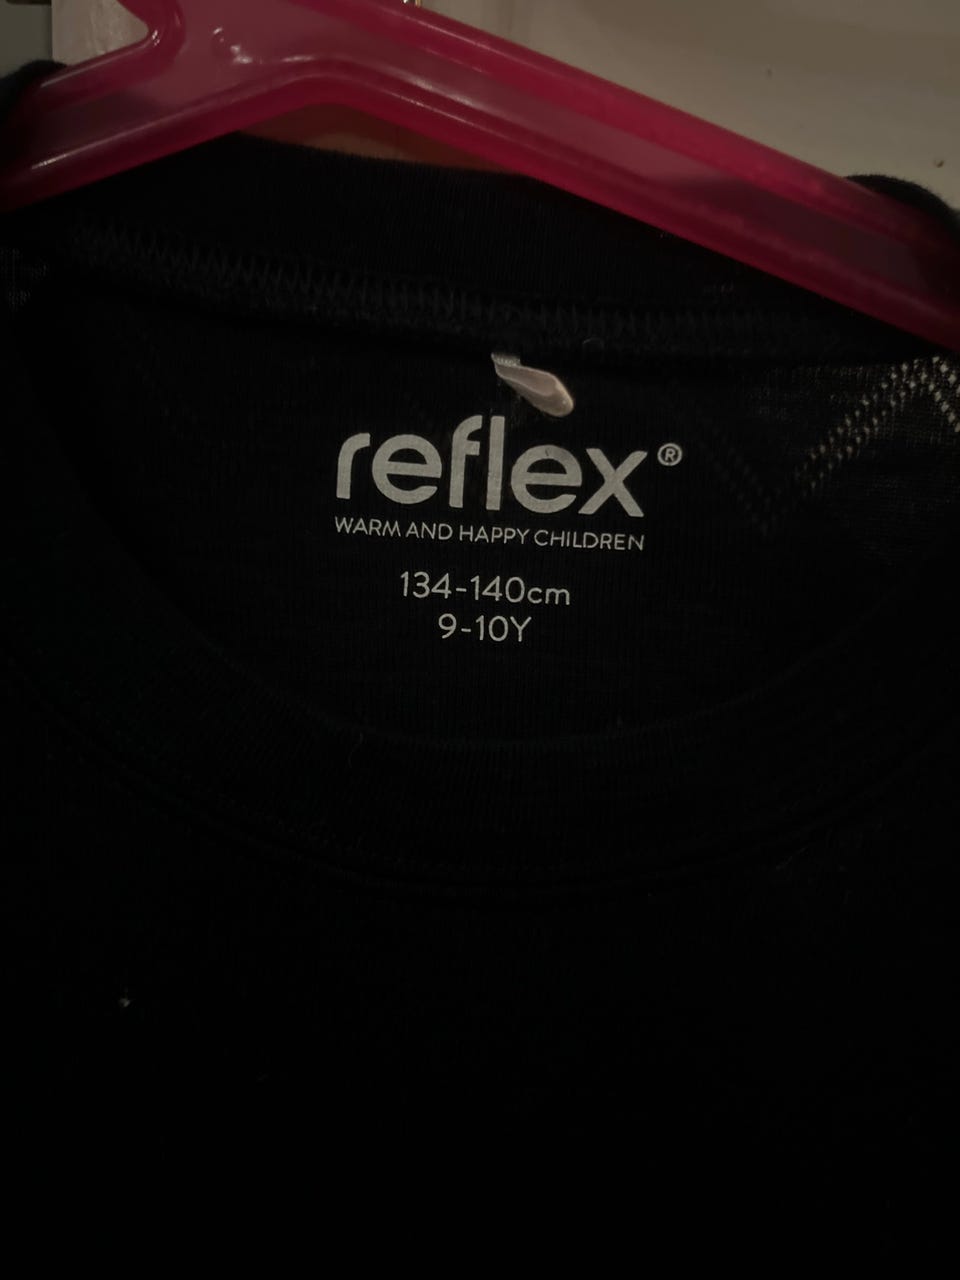 reflex®
WARM AND HAPPY CHILDREN
134-140cm
9-10Y